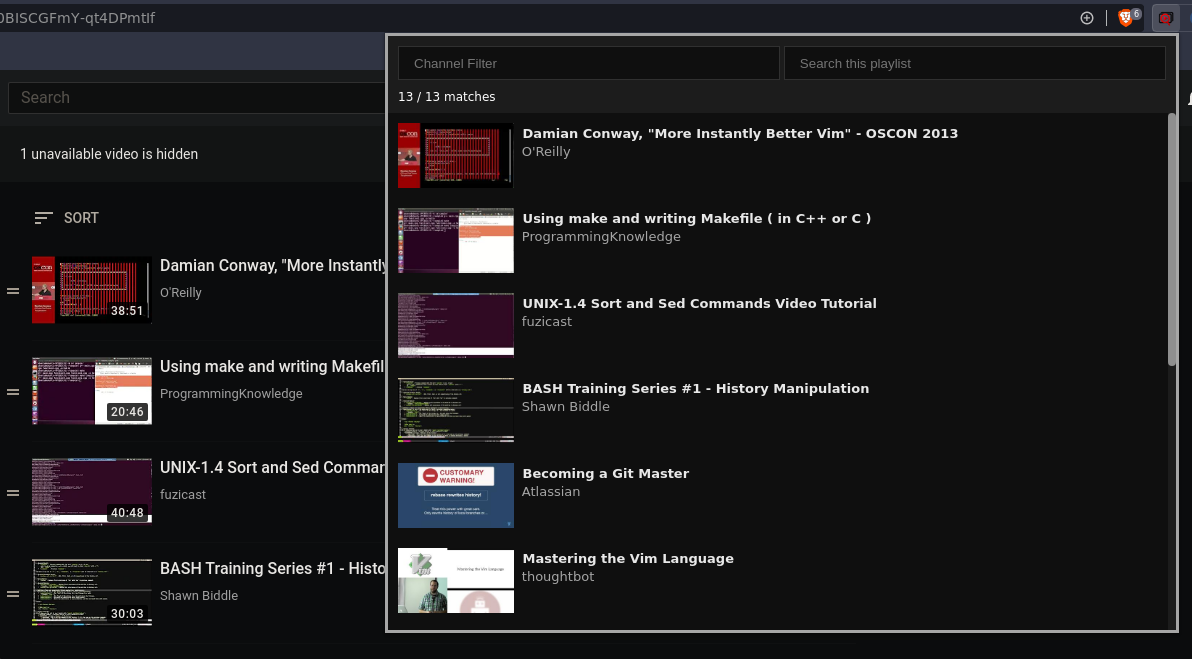 0BISCGFmY-qt4DPmtIf
6
Search
1 unavailable video is hidden
SORT
Damian Conway, "More Instantly
O'Reilly
38:51
Using make and writing Makefil
ProgrammingKnowledge
20:46
UNIX-1.4 Sort and Sed Comman
fuzicast
40:48
BASH Training Series #1 - Histo
Shawn Biddle
30:03
Channel Filter
Search this playlist
13 / 13 matches
Damian Conway, "More Instantly Better Vim" - OSCON 2013
O'Reilly
Using make and writing Makefile ( in C++ or C )
ProgrammingKnowledge
UNIX-1.4 Sort and Sed Commands Video Tutorial
fuzicast
BASH Training Series #1 - History Manipulation
Shawn Biddle
CUSTOMARY
WARNING!
rebase rewrites history!
Becoming a Git Master
Atlassian
Mastering the Vim Language
Mastering the Vim Language
thoughtbot